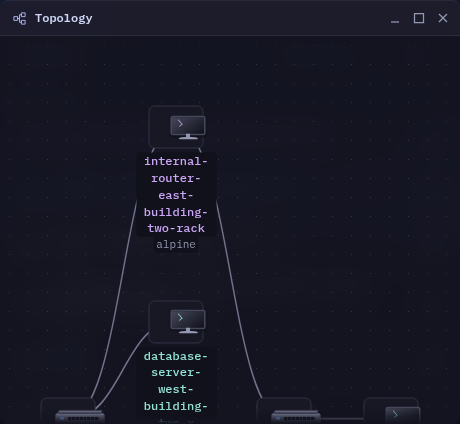 Topology
internal-
router-
east-
building-
two-rack
alpine
database-
server-
west-
building-